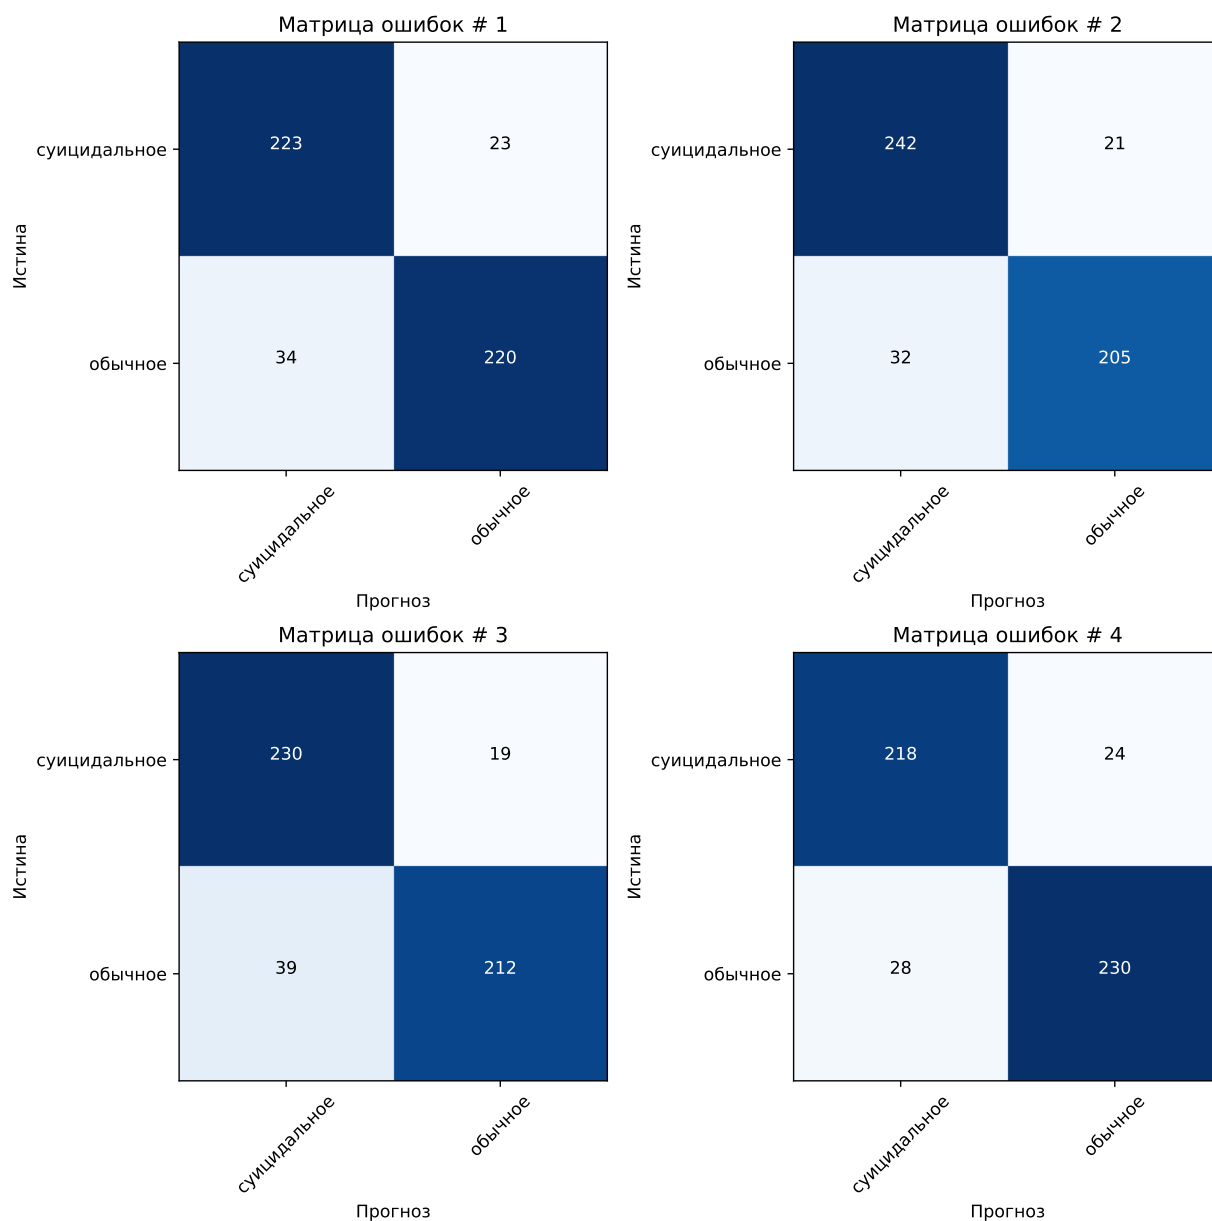 Матрица ошибок # 1
суицидальное
223
23
обычное
34
220
Истина
суицидальное
обычное
Прогноз
Матрица ошибок # 2
суицидальное
242
21
обычное
32
205
Истина
суицидальное
обычное
Прогноз
Матрица ошибок # 3
суицидальное
230
19
обычное
39
212
Истина
суицидальное
обычное
Прогноз
Матрица ошибок # 4
суицидальное
218
24
обычное
28
230
Истина
суицидальное
обычное
Прогноз